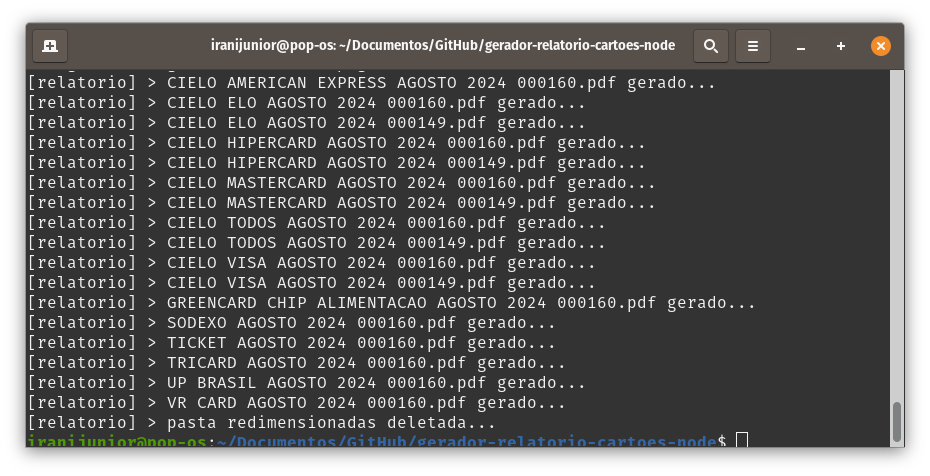 iranijunior@pop-os: ~/Documentos/GitHub/gerador-relatorio-cartoes-node
[relatorio] > CIELO AMERICAN EXPRESS AGOSTO 2024 000160.pdf gerado...
[relatorio] > CIELO ELO AGOSTO 2024 000160.pdf gerado...
[relatorio] > CIELO ELO AGOSTO 2024 000149.pdf gerado...
[relatorio] > CIELO HIPERCARD AGOSTO 2024 000160.pdf gerado...
[relatorio] > CIELO HIPERCARD AGOSTO 2024 000149.pdf gerado...
[relatorio] > CIELO MASTERCARD AGOSTO 2024 000160.pdf gerado...
[relatorio] > CIELO MASTERCARD AGOSTO 2024 000149.pdf gerado...
[relatorio] > CIELO TODOS AGOSTO 2024 000160.pdf gerado...
[relatorio] > CIELO TODOS AGOSTO 2024 000149.pdf gerado...
[relatorio] > CIELO VISA AGOSTO 2024 000160.pdf gerado...
[relatorio] > CIELO VISA AGOSTO 2024 000149.pdf gerado...
[relatorio] > GREENCARD CHIP ALIMENTACAO AGOSTO 2024 000160.pdf gerado...
[relatorio] > SODEXO AGOSTO 2024 000160.pdf gerado...
[relatorio] > TICKET AGOSTO 2024 000160.pdf gerado...
[relatorio] > TRICARD AGOSTO 2024 000160.pdf gerado...
[relatorio] > UP BRASIL AGOSTO 2024 000160.pdf gerado...
[relatorio] > VR CARD AGOSTO 2024 000160.pdf gerado...
[relatorio] > pasta redimensionadas deletada...
iranijunior@pop-os:~/Documentos/GitHub/gerador-relatorio-cartoes-node$